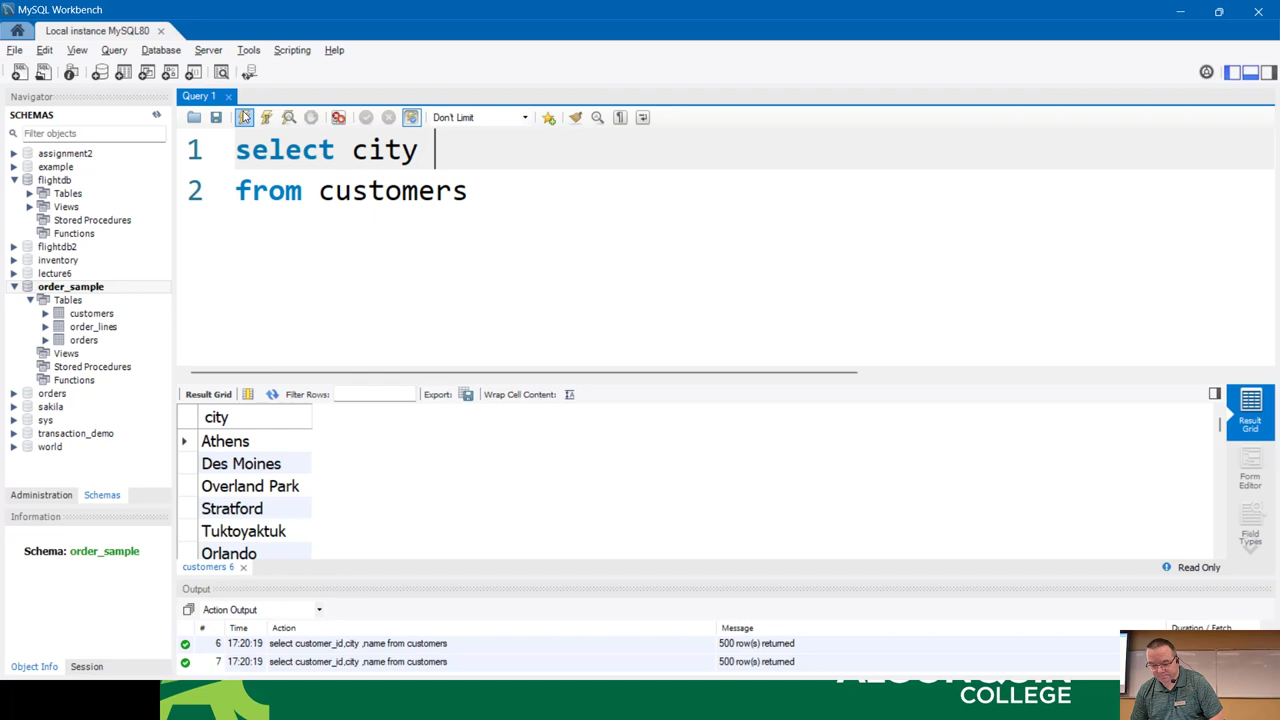 MySQL Workbench
Local instance MySQL80
File Edit View Query Database Server Tools Scripting Help
Navigator
SCHEMAS
Filter objects
assignment2
example
flightdb
Tables
Views
Stored Procedures
Functions
flightdb2
inventory
lecture6
order_sample
Tables
customers
order_lines
orders
Views
Stored Procedures
Functions
orders
sakila
sys
transaction_demo
world
Administration Schemas
Information
Schema: order_sample
Object Info Session
Query 1
Don't Limit
1 select city
2 from customers
Result Grid Filter Rows: Export: Wrap Cell Content:
city
Athens
Des Moines
Overland Park
Stratford
Tuktoyaktuk
Orlando
Result Grid
Form Editor
Field Types
customers 6
Read Only
Output
Action Output
# Time Action Message Duration / Fetch
6 17:20:19 select customer_id,city ,name from customers 500 row(s) returned
7 17:20:19 select customer_id,city ,name from customers 500 row(s) returned
COLLEGE